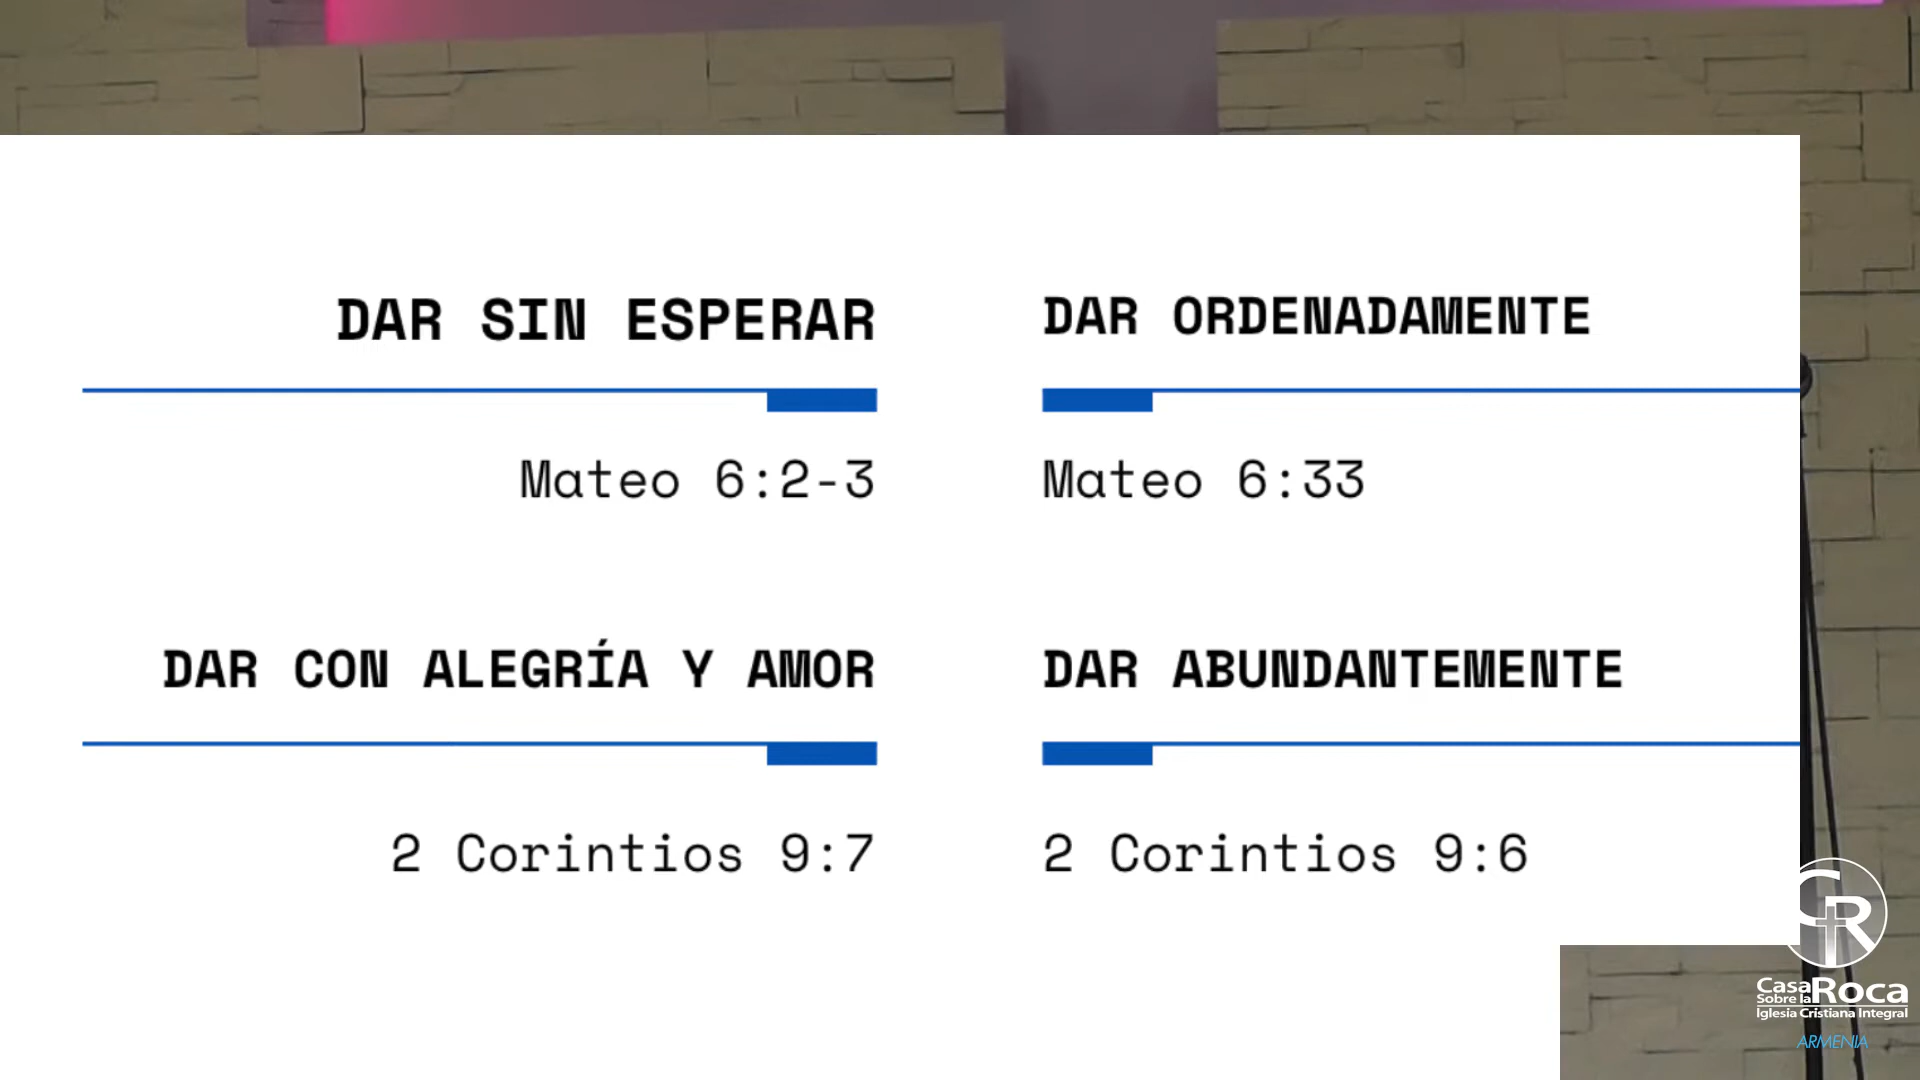 DAR SIN ESPERAR
Mateo 6:2-3
DAR ORDENADAMENTE
Mateo 6:33
DAR CON ALEGRÍA Y AMOR
2 Corintios 9:7
DAR ABUNDANTEMENTE
2 Corintios 9:6
CR
Casa Roca
Sobre la
Iglesia Cristiana Integral
ARMENIA